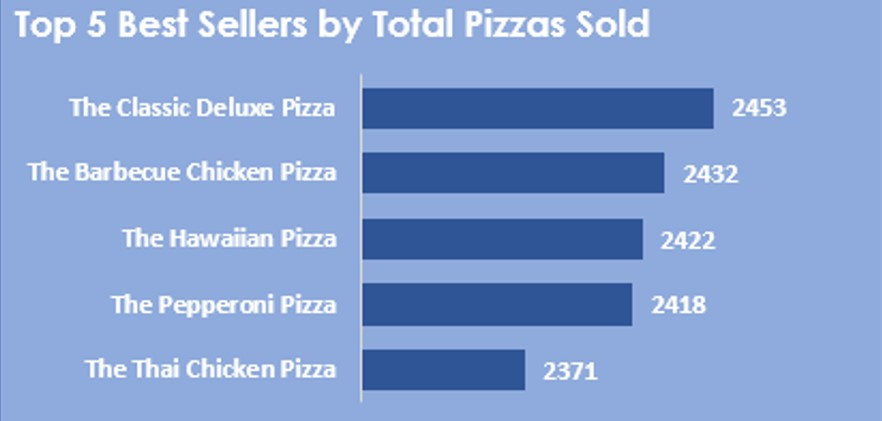 Top 5 Best Sellers by Total Pizzas Sold
The Classic Deluxe Pizza 2453
The Barbecue Chicken Pizza 2432
The Hawaiian Pizza 2422
The Pepperoni Pizza 2418
The Thai Chicken Pizza 2371